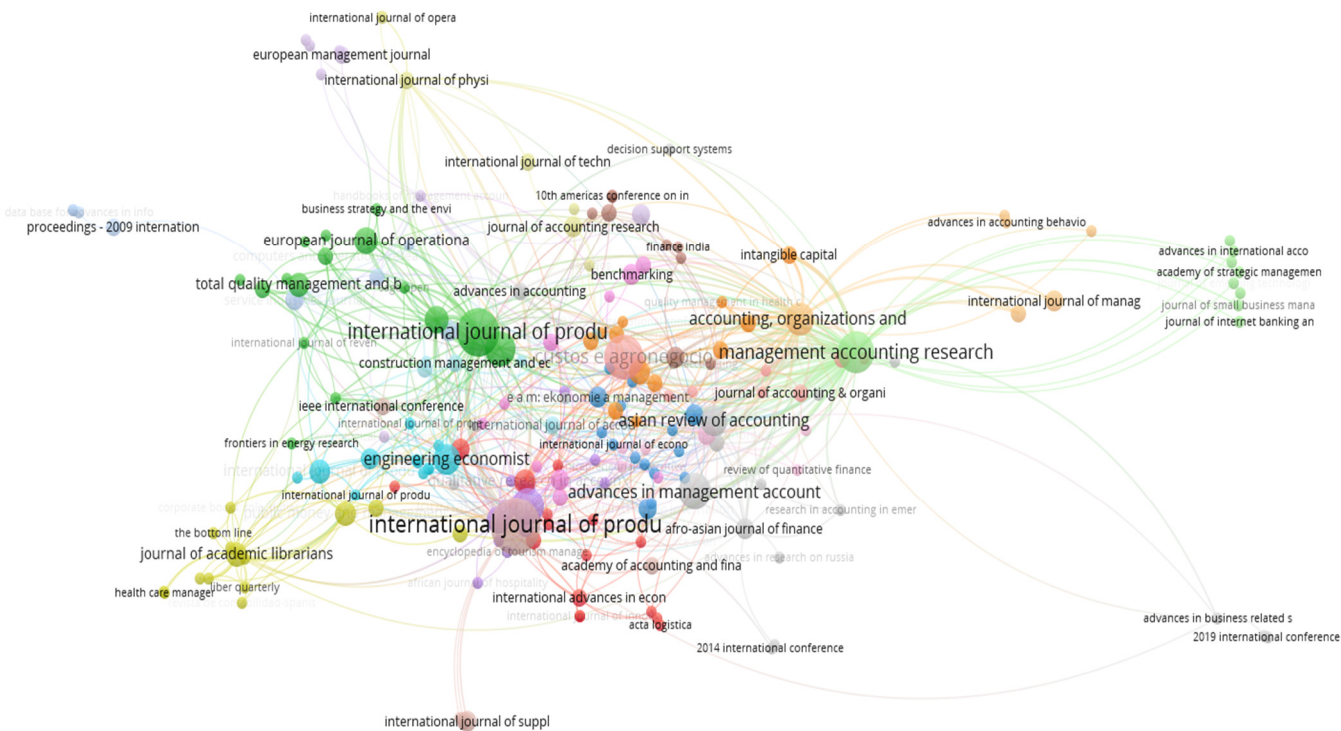 international journal of opera
european management journal
international journal of physi
decision support systems
international journal of techn
10th americas conference on in
business strategy and the envi
data base for advances in info
proceedings - 2009 internation
journal of accounting research
advances in accounting behavio
european journal of operationa
finance india
intangible capital
advances in international acco
benchmarking
academy of strategic managemen
total quality management and b
advances in accounting
quality management in health c
international journal of manag
journal of small business mana
accounting, organizations and
journal of internet banking an
international journal of produ
international journal of reven
custos e agronegocio
management accounting research
construction management and ec
journal of accounting & organi
e a m: ekonomie a management
ieee international conference
asian review of accounting
frontiers in energy research
international journal of econo
engineering economist
review of quantitative finance
international journal of produ
advances in management account
research in accounting in emer
international journal of produ
afro-asian journal of finance
the bottom line
journal of academic librarians
encyclopedia of tourism manage
advances in research on russia
academy of accounting and fina
african journal of hospitality
liber quarterly
health care manager
international advances in econ
acta logistica
advances in business related s
2019 international conference
2014 international conference
international journal of suppl